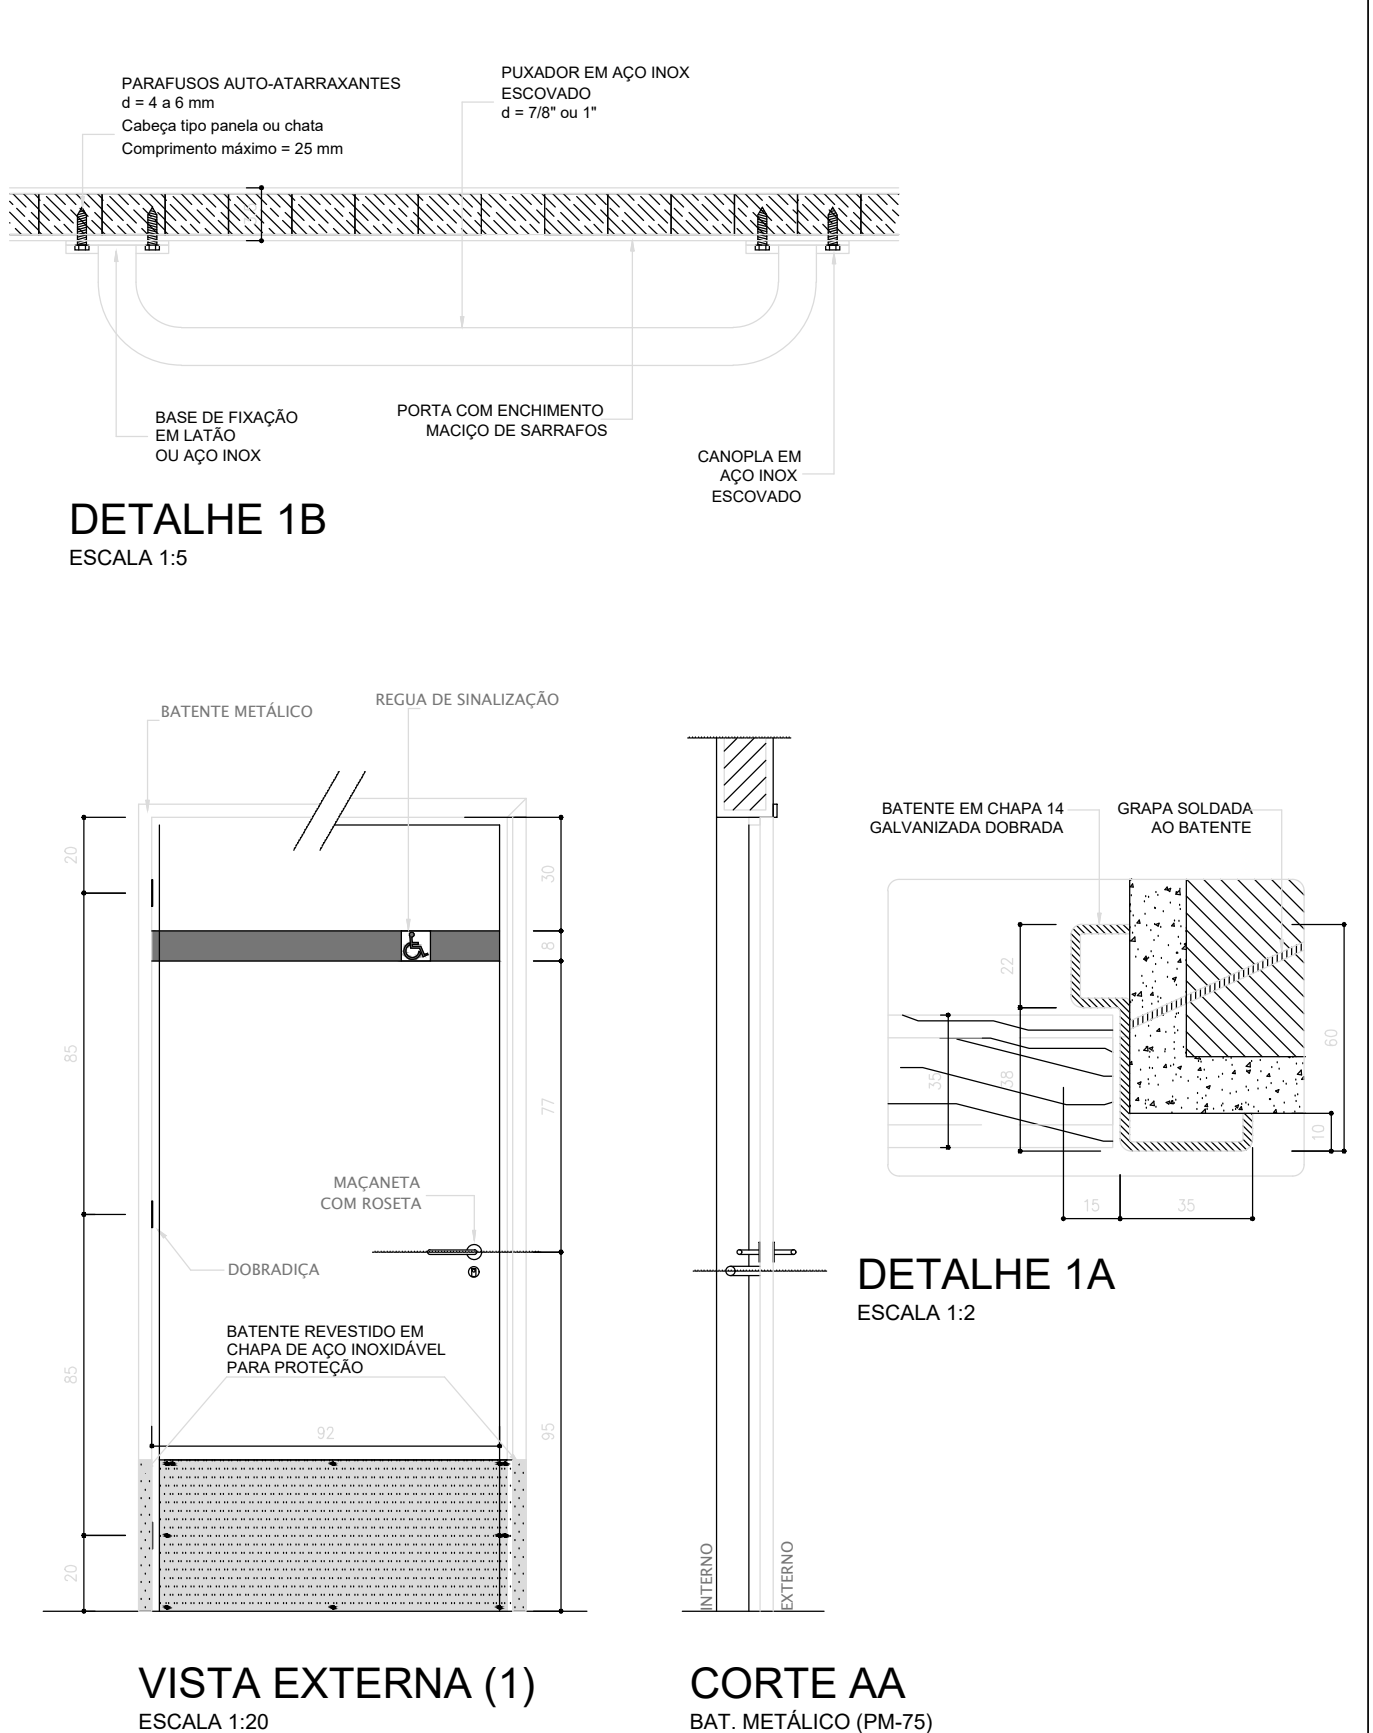 PARAFUSOS AUTO-ATARRAXANTES
d = 4 a 6 mm
Cabeça tipo panela ou chata
Comprimento máximo = 25 mm
PUXADOR EM AÇO INOX
ESCOVADO
d = 7/8" ou 1"
BASE DE FIXAÇÃO
EM LATÃO
OU AÇO INOX
PORTA COM ENCHIMENTO
MACIÇO DE SARRAFOS
CANOPLA EM
AÇO INOX
ESCOVADO
DETALHE 1B
ESCALA 1:5
BATENTE METÁLICO
REGUA DE SINALIZAÇÃO
20
85
85
20
30
8
77
95
92
MAÇANETA
COM ROSETA
DOBRADIÇA
BATENTE REVESTIDO EM
CHAPA DE AÇO INOXIDÁVEL
PARA PROTEÇÃO
VISTA EXTERNA (1)
ESCALA 1:20
INTERNO
EXTERNO
CORTE AA
BAT. METÁLICO (PM-75)
BATENTE EM CHAPA 14
GALVANIZADA DOBRADA
GRAPA SOLDADA
AO BATENTE
22
35
38
60
10
15
35
DETALHE 1A
ESCALA 1:2